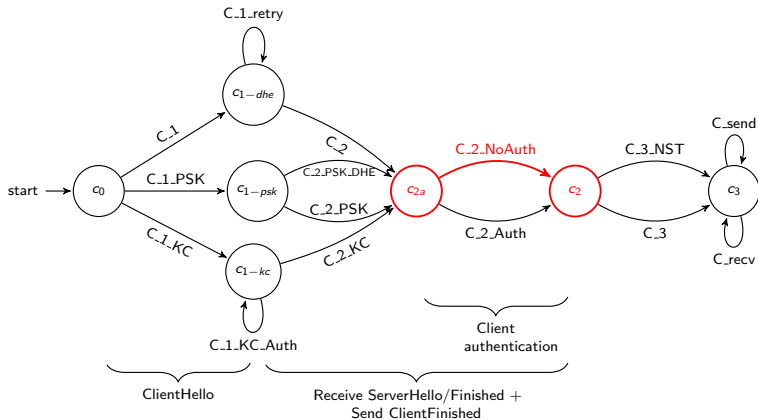 C_1_retry
c1−dhe
C_1
C_2
C_2_NoAuth
C_3_NST
C_send
C_2_PSK_DHE
start
c0
C_1_PSK
c1−psk
c2a
c2
c3
C_2_PSK
C_1_KC
C_2_KC
C_2_Auth
C_3
C_recv
c1−kc
C_1_KC_Auth
Client
authentication
ClientHello
Receive ServerHello/Finished +
Send ClientFinished